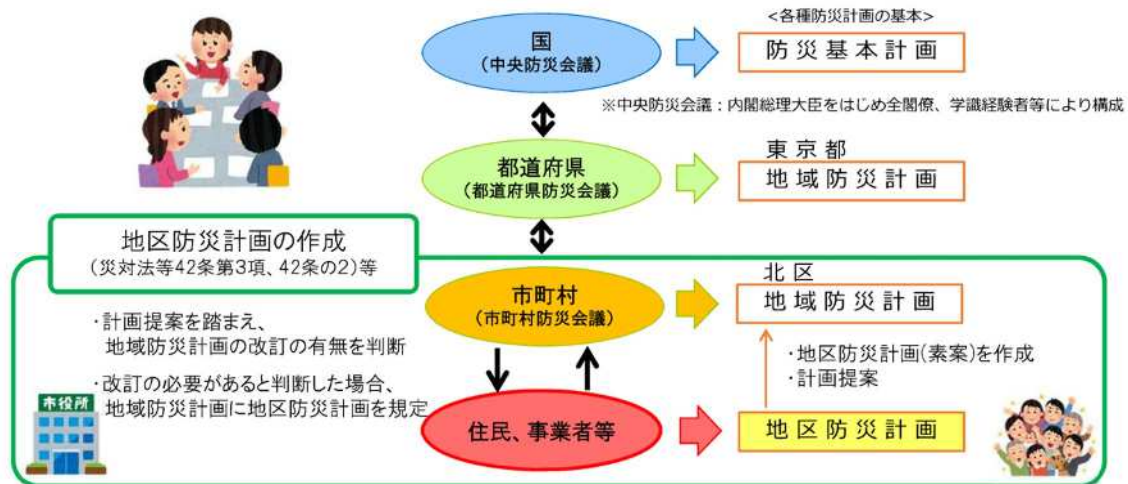 <各種防災計画の基本>
国
(中央防災会議)
防災基本計画
※中央防災会議：内閣総理大臣をはじめ全閣僚、学識経験者等により構成
都道府県
(都道府県防災会議)
東京都
地域防災計画
地区防災計画の作成
(災対法等42条第3項、42条の2)等
市町村
(市町村防災会議)
北区
地域防災計画
・計画提案を踏まえ、
地域防災計画の改訂の有無を判断
・改訂の必要があると判断した場合、
地域防災計画に地区防災計画を規定
・地区防災計画(素案)を作成
・計画提案
市役所
住民、事業者等
地区防災計画